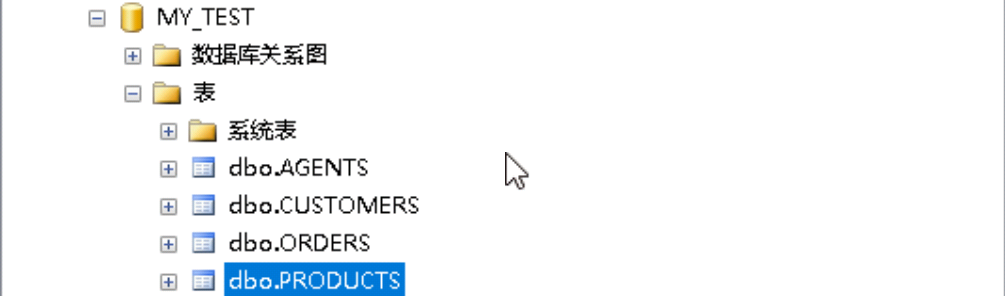 MY_TEST
数据库关系图
表
系统表
dbo.AGENTS
dbo.CUSTOMERS
dbo.ORDERS
dbo.PRODUCTS